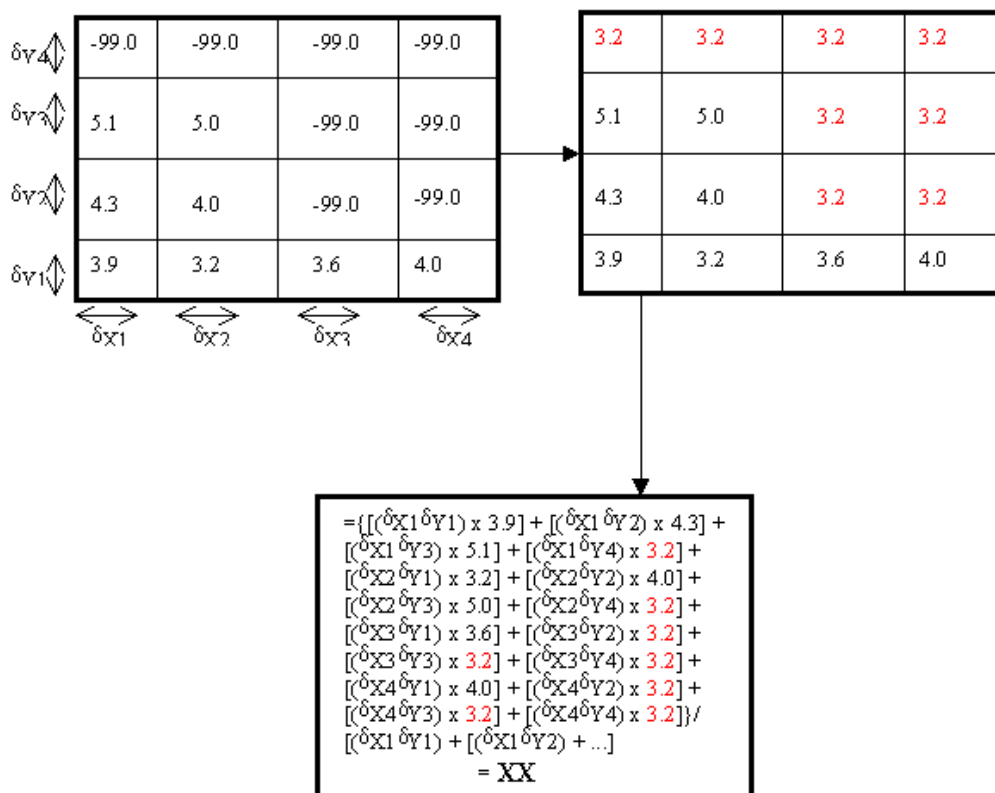 δY4 -99.0 -99.0 -99.0 -99.0
δY3 5.1 5.0 -99.0 -99.0
δY2 4.3 4.0 -99.0 -99.0
δY1 3.9 3.2 3.6 4.0
δX1 δX2 δX3 δX4
3.2 3.2 3.2 3.2
5.1 5.0 3.2 3.2
4.3 4.0 3.2 3.2
3.9 3.2 3.6 4.0
={[(δX1δY1) x 3.9] + [(δX1δY2) x 4.3] +
[(δX1δY3) x 5.1] + [(δX1δY4) x 3.2] +
[(δX2δY1) x 3.2] + [(δX2δY2) x 4.0] +
[(δX2δY3) x 5.0] + [(δX2δY4) x 3.2] +
[(δX3δY1) x 3.6] + [(δX3δY2) x 3.2] +
[(δX3δY3) x 3.2] + [(δX3δY4) x 3.2] +
[(δX4δY1) x 4.0] + [(δX4δY2) x 3.2] +
[(δX4δY3) x 3.2] + [(δX4δY4) x 3.2]}/
[(δX1δY1) + [(δX1δY2) + ...]
= XX